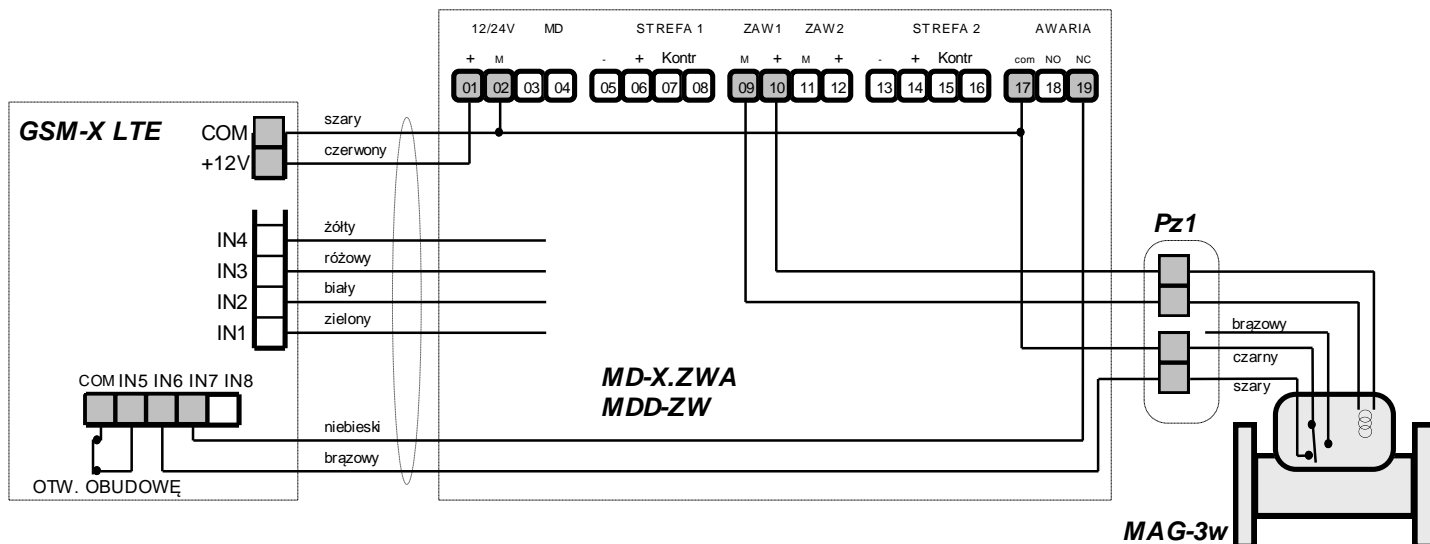 12/24V MD STREFA 1 ZAW1 ZAW2 STREFA 2 AWARIA
+ M - + Kontr M + M + - + Kontr com NO NC
01 02 03 04 05 06 07 08 09 10 11 12 13 14 15 16 17 18 19
GSM-X LTE
COM szary
+12V czerwony
IN4 żółty
IN3 różowy
IN2 biały
IN1 zielony
Pz1
brązowy
czarny
szary
MD-X.ZWA
MDD-ZW
COM IN5 IN6 IN7 IN8
niebieski
brązowy
OTW. OBUDOWĘ
MAG-3w